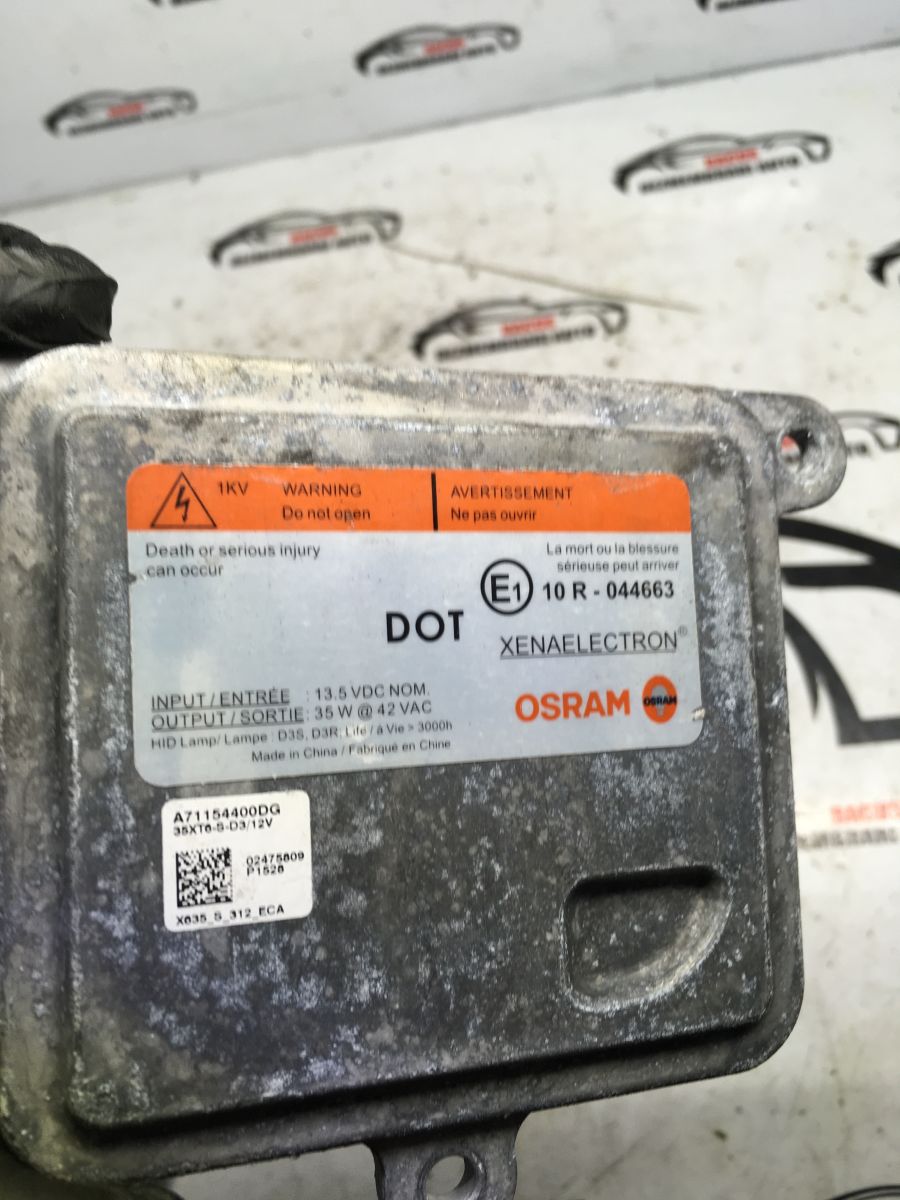 1KV
WARNING
Do not open
AVERTISSEMENT
Ne pas ouvrir
Death or serious injury
can occur
La mort ou la blessure
sérieuse peut arriver
E1 10 R - 044663
DOT
XENAELECTRON®
INPUT / ENTRÉE : 13.5 VDC NOM.
OUTPUT / SORTIE : 35 W @ 42 VAC
HID Lamp/ Lampe : D3S, D3R, Life / à Vie > 3000h
Made in China / Fabriqué en Chine
OSRAM OSRAM
A71154400DG
35XT6-S-D3/12V
02475809
P1528
X635_S_312_ECA